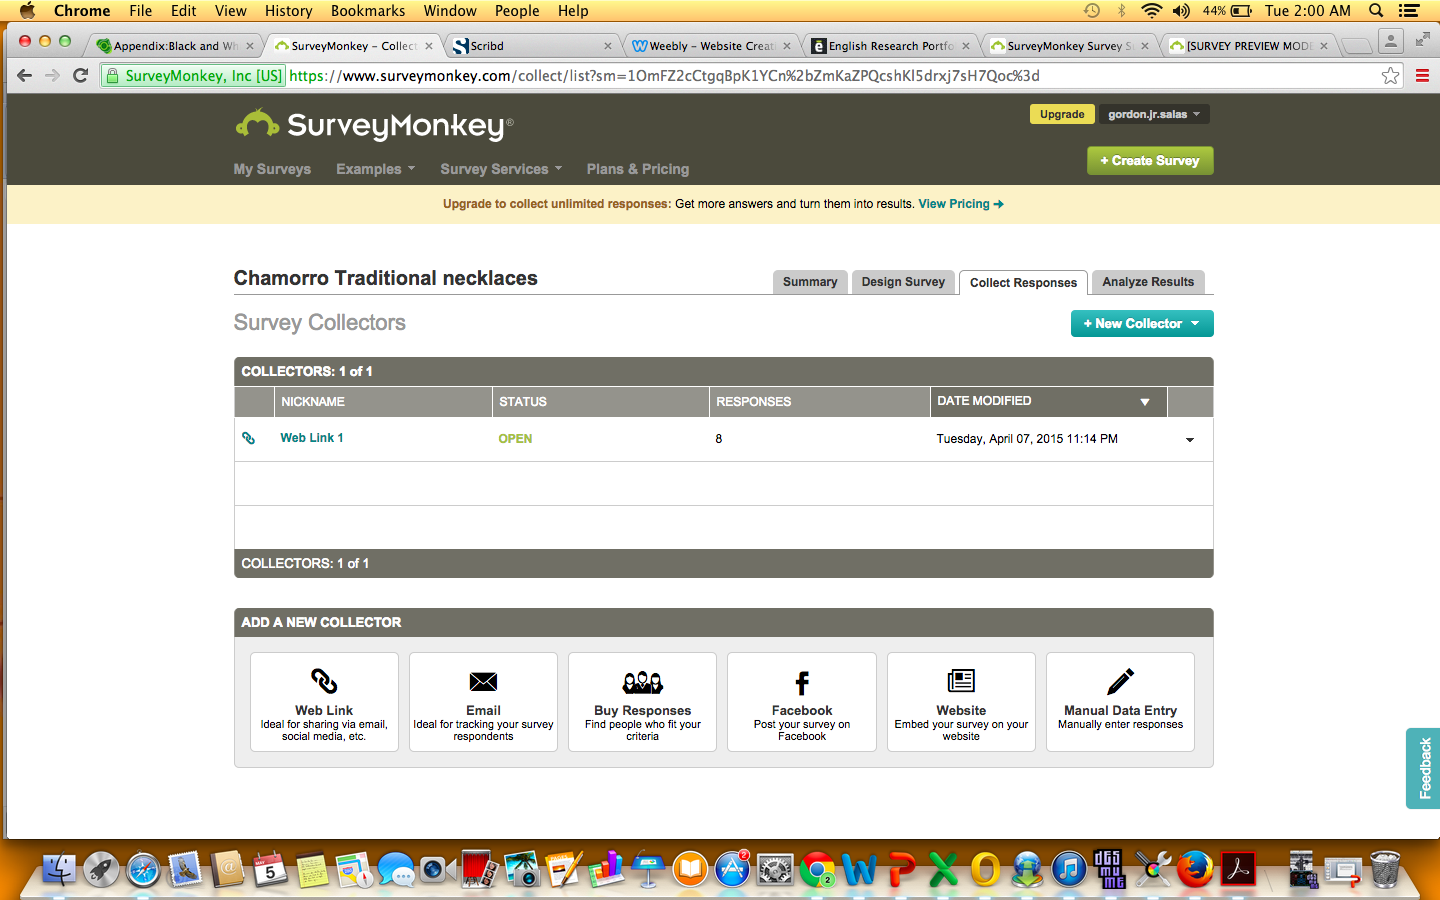 Chrome File Edit View History Bookmarks Window People Help 44% Tue 2:00 AM
Appendix:Black and Wh SurveyMonkey – Collect Scribd Weebly – Website Creati English Research Portfo SurveyMonkey Survey S [SURVEY PREVIEW MODE
SurveyMonkey, Inc [US] https://www.surveymonkey.com/collect/list?sm=1OmFZ2cCtgqBpK1YCn%2bZmKaZPQcshKl5drxj7sH7Qoc%3d
SurveyMonkey®
Upgrade gordon.jr.salas
My Surveys Examples Survey Services Plans & Pricing
+ Create Survey
Upgrade to collect unlimited responses: Get more answers and turn them into results. View Pricing →
Chamorro Traditional necklaces
Summary Design Survey Collect Responses Analyze Results
Survey Collectors
+ New Collector
COLLECTORS: 1 of 1
NICKNAME STATUS RESPONSES DATE MODIFIED
Web Link 1 OPEN 8 Tuesday, April 07, 2015 11:14 PM
COLLECTORS: 1 of 1
ADD A NEW COLLECTOR
Web Link
Ideal for sharing via email,
social media, etc.
Email
Ideal for tracking your survey
respondents
Buy Responses
Find people who fit your
criteria
Facebook
Post your survey on
Facebook
Website
Embed your survey on your
website
Manual Data Entry
Manually enter responses
Feedback
MAY
5
7
2